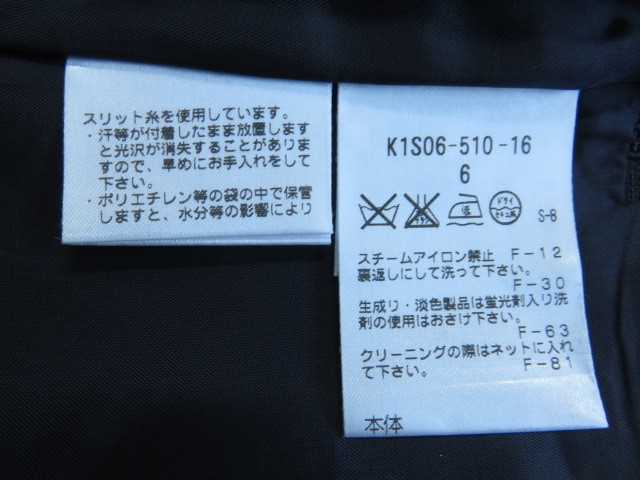 スリット糸を使用しています。
・汗等が付着したまま放置します
と光沢が消失することがありま
すので、早めにお手入れをして
下さい。
・ポリエチレン等の袋の中で保管
しますと、水分等の影響により
K1S06-510-16
6
ドライ
S-8
スチームアイロン禁止 F-12
裏返しにして洗って下さい。
F-30
生成り・淡色製品は蛍光剤入り洗
剤の使用はおさけ下さい。
F-63
クリーニングの際はネットに入れ
て下さい。 F-81
本体